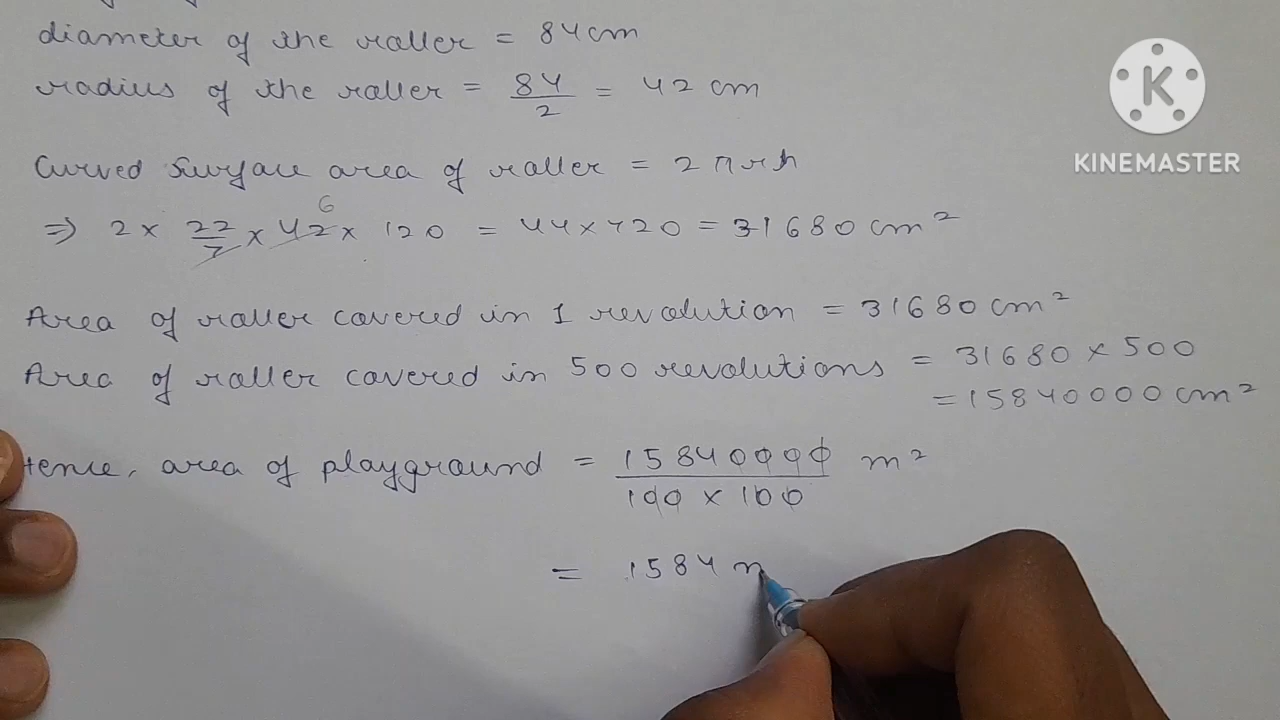 diameter of the roller = 84 cm
radius of the roller = 84/2 = 42 cm
K
KINEMASTER
Curved Surface area of roller = 2πrh
6
⇒ 2 × 22/7 × 42 × 120 = 44 × 720 = 31680 cm²
Area of roller covered in 1 revolution = 31680 cm²
Area of roller covered in 500 revolutions = 31680 × 500
= 15840000 cm²
Hence, area of playground = 15840000/100 × 100 m²
= 1584 m